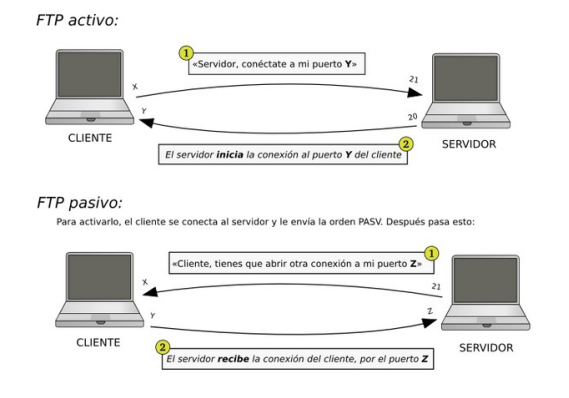 FTP activo:
1
«Servidor, conéctate a mi puerto Y»
X
21
Y
20
CLIENTE
SERVIDOR
2
El servidor inicia la conexión al puerto Y del cliente
FTP pasivo:
Para activarlo, el cliente se conecta al servidor y le envía la orden PASV. Después pasa esto:
1
«Cliente, tienes que abrir otra conexión a mi puerto Z»
X
21
Y
Z
CLIENTE
SERVIDOR
2
El servidor recibe la conexión del cliente, por el puerto Z